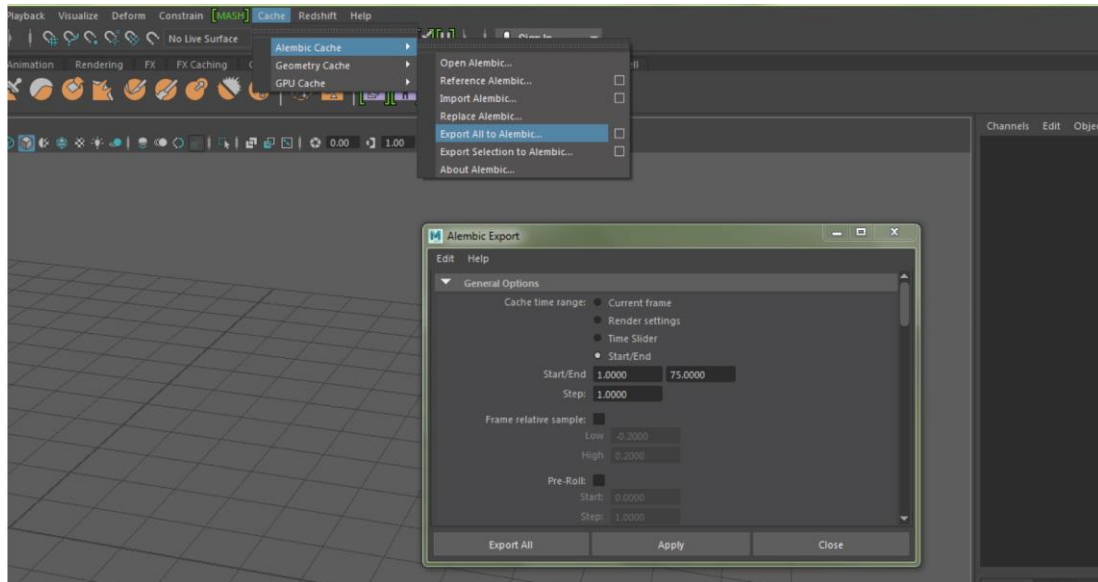 Playback Visualize Deform Constrain [MASH] Cache Redshift Help
No Live Surface
Animation Rendering FX FX Caching
Alembic Cache
Geometry Cache
GPU Cache
Open Alembic...
Reference Alembic...
Import Alembic...
Replace Alembic...
Export All to Alembic...
Export Selection to Alembic...
About Alembic...
0.00 1.00
Channels Edit Obje
M Alembic Export
Edit Help
General Options
Cache time range: Current frame
Render settings
Time Slider
Start/End
Start/End 1.0000 75.0000
Step: 1.0000
Frame relative sample:
Low -0.2000
High 0.2000
Pre-Roll:
Start: 0.0000
Step: 1.0000
Export All Apply Close